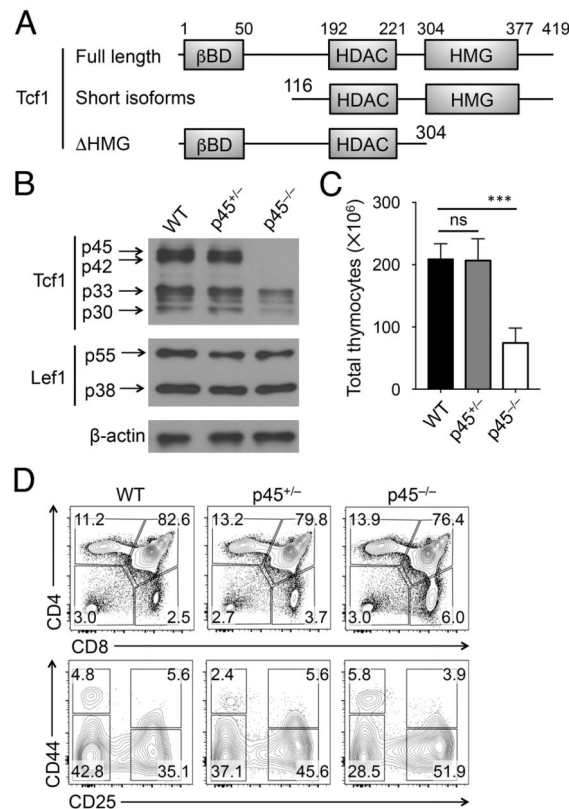 A
1 50 192 221 304 377 419
Full length βBD HDAC HMG
Tcf1 Short isoforms 116 HDAC HMG
ΔHMG βBD HDAC 304
B
WT p45+/– p45–/–
Tcf1
p45
p42
p33
p30
Lef1
p55
p38
β-actin
C
Total thymocytes (×10⁶)
300
200
100
0
***
ns
WT p45+/– p45–/–
D
WT p45+/– p45–/–
11.2 82.6 13.2 79.8 13.9 76.4
3.0 2.5 2.7 3.7 3.0 6.0
CD4
CD8
4.8 5.6 2.4 5.6 5.8 3.9
42.8 35.1 37.1 45.6 28.5 51.9
CD44
CD25